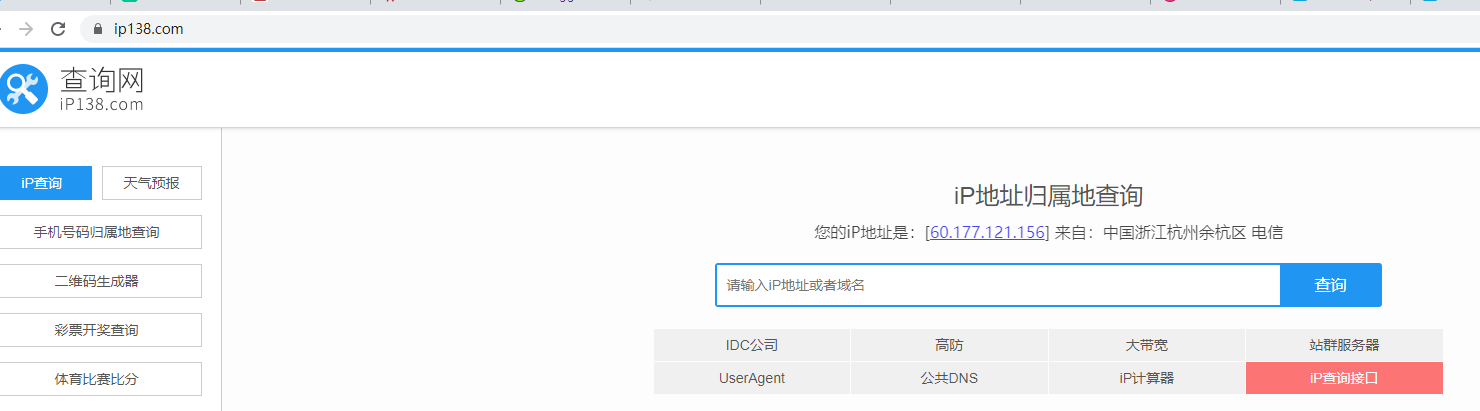 ip138.com
查询网
iP138.com
iP查询
天气预报
手机号码归属地查询
二维码生成器
彩票开奖查询
体育比赛比分
iP地址归属地查询
您的iP地址是：[60.177.121.156] 来自：中国浙江杭州余杭区 电信
请输入iP地址或者域名
查询
IDC公司
高防
大带宽
站群服务器
UserAgent
公共DNS
iP计算器
iP查询接口